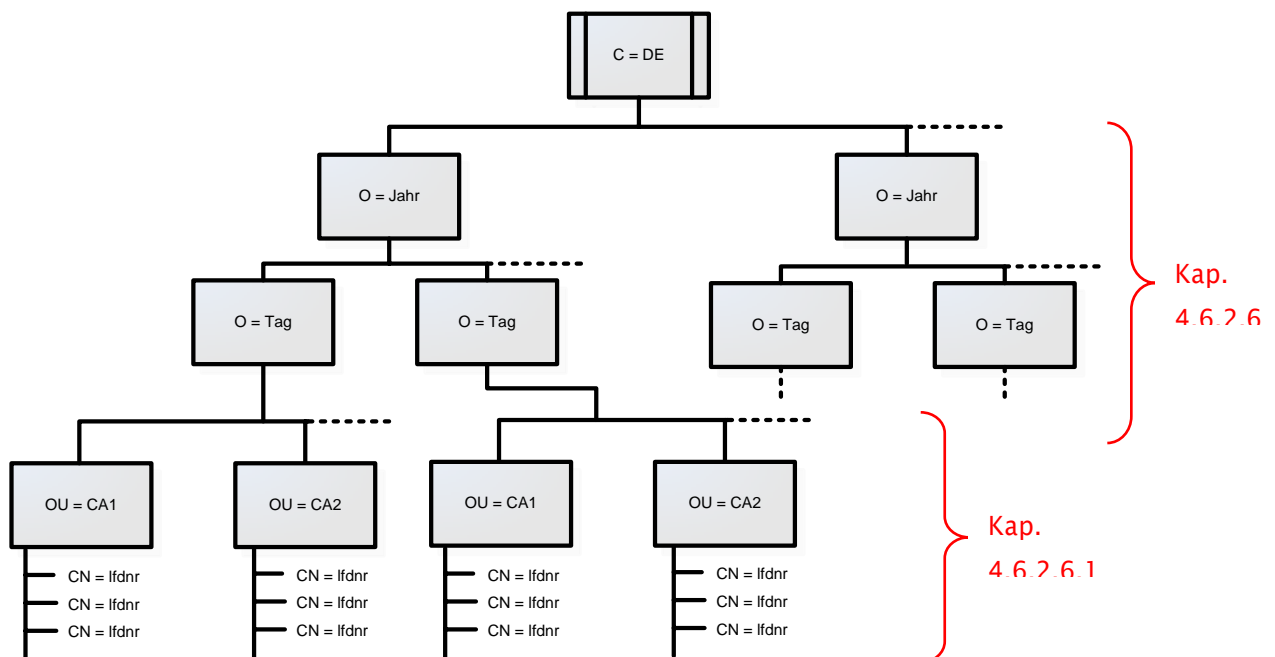 C = DE
O = Jahr
O = Jahr
O = Tag
O = Tag
O = Tag
O = Tag
Kap.
4.6.2.6
OU = CA1
OU = CA2
OU = CA1
OU = CA2
Kap.
4.6.2.6.1
CN = lfdnr
CN = lfdnr
CN = lfdnr
CN = lfdnr
CN = lfdnr
CN = lfdnr
CN = lfdnr
CN = lfdnr
CN = lfdnr
CN = lfdnr
CN = lfdnr
CN = lfdnr